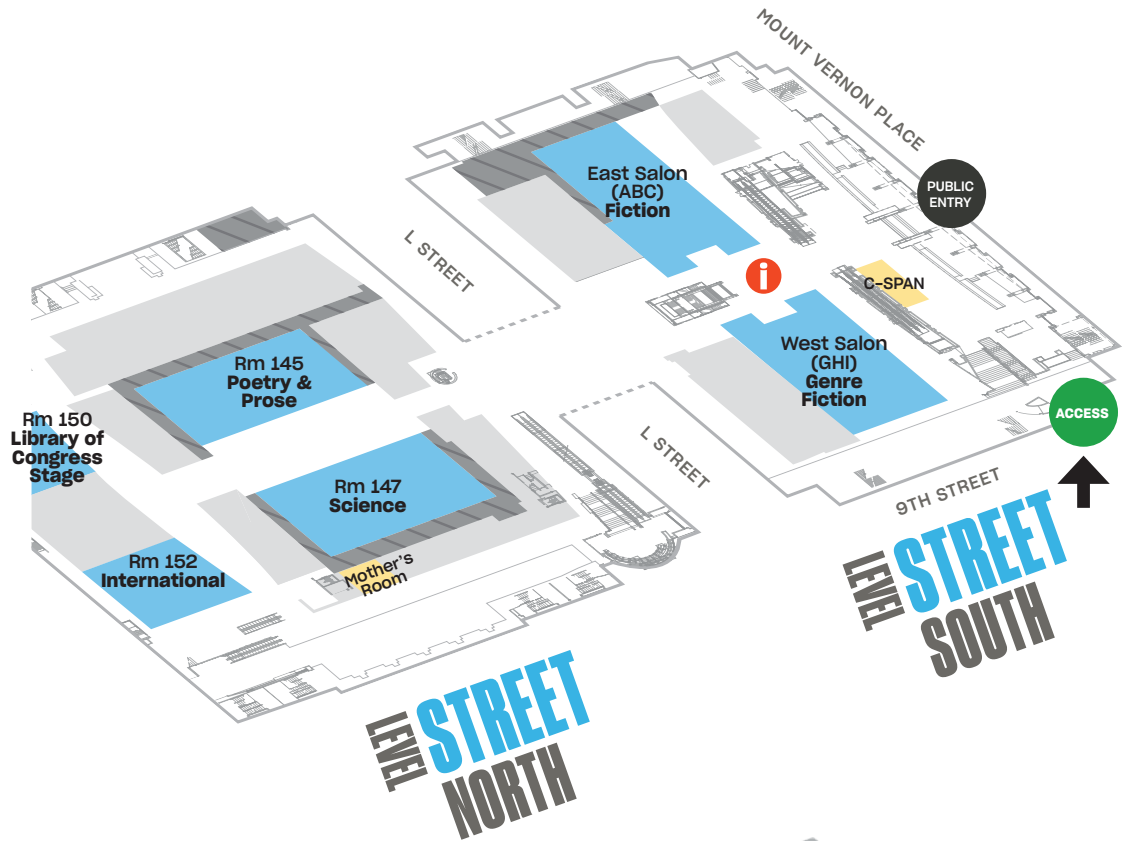 MOUNT VERNON PLACE
PUBLIC
ENTRY
East Salon
(ABC)
Fiction
L STREET
i
C-SPAN
West Salon
(GHI)
Genre
Fiction
ACCESS
Rm 145
Poetry &
Prose
Rm 150
Library of
Congress
Stage
L STREET
Rm 147
Science
9TH STREET
Rm 152
International
Mother's
Room
LEVEL
STREET
SOUTH
LEVEL
STREET
NORTH